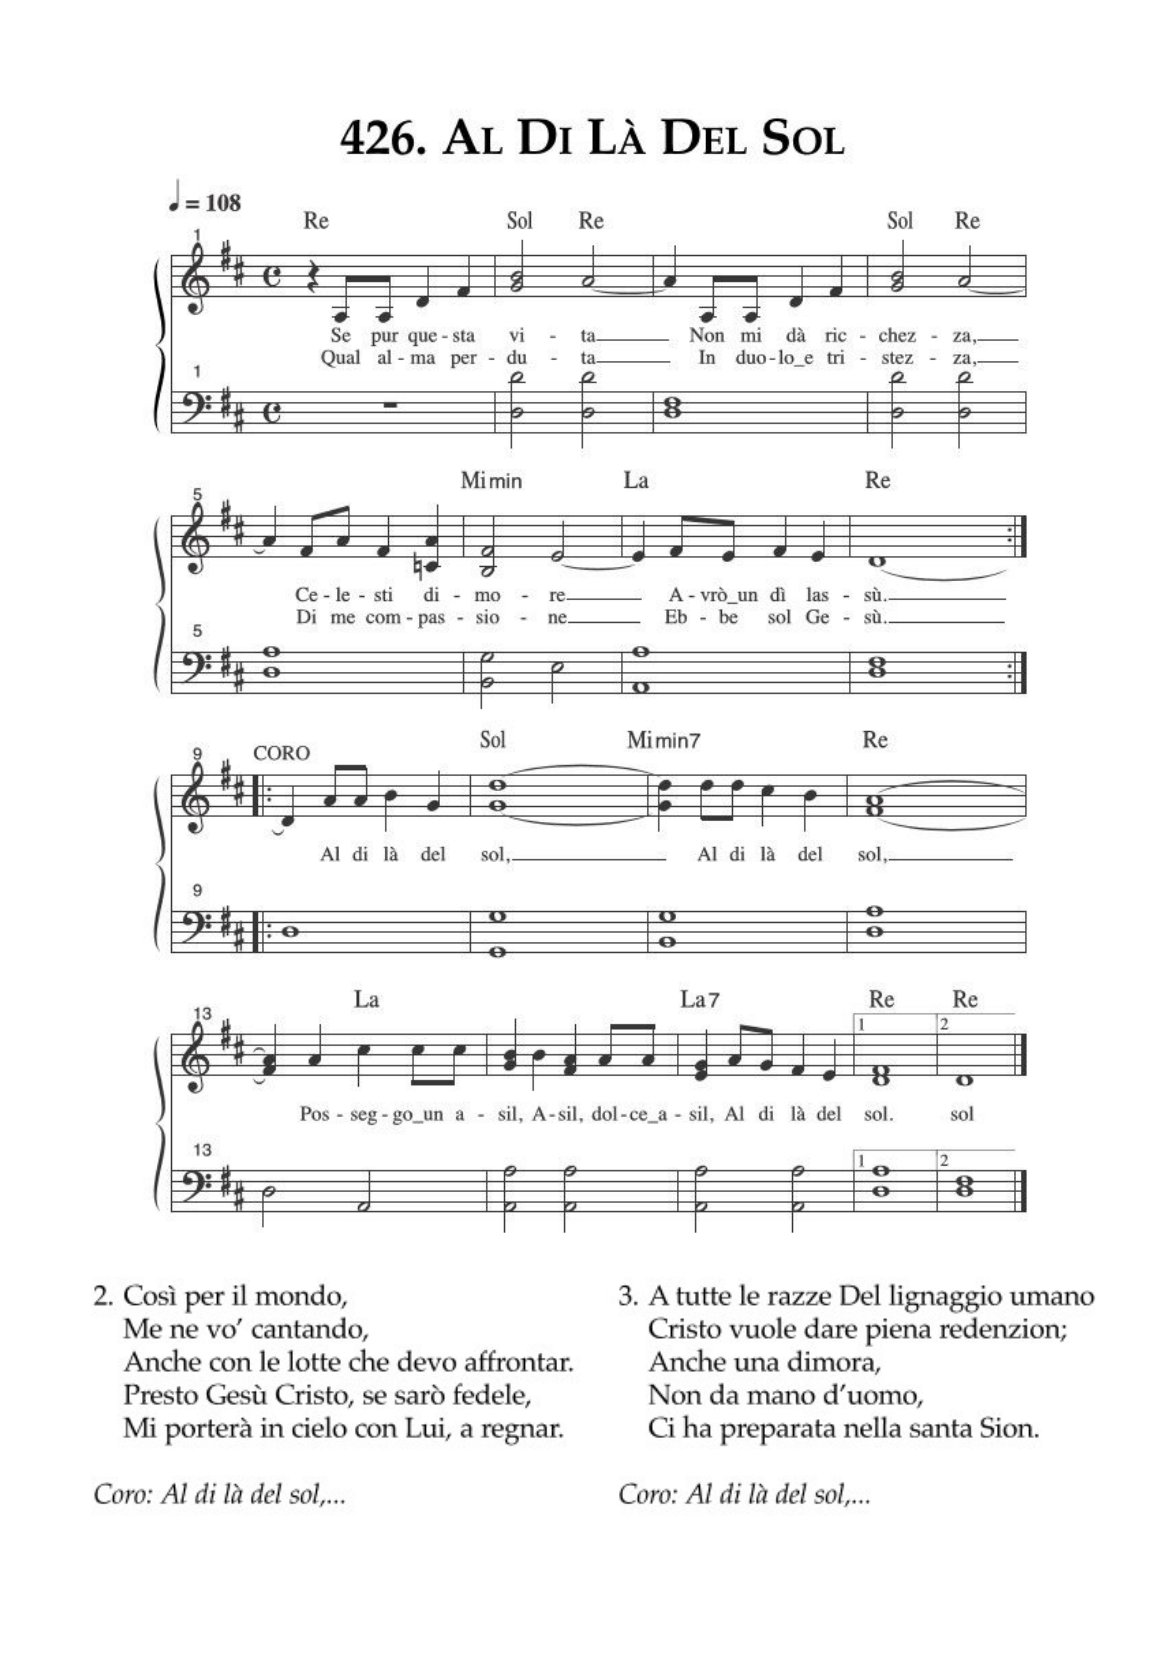 426. AL DI LÀ DEL SOL
♩ = 108
Re Sol Re Sol Re
1
Se pur que - sta vi - ta Non mi dà ric - chez - za,
Qual al - ma per - du - ta In duo - lo_e tri - stez - za,
1
Mi min La Re
5
Ce - le - sti di - mo - re A - vrò_un dì las - sù.
Di me com - pas - sio - ne Eb - be sol Ge - sù.
5
Sol Mi min7 Re
9 CORO
Al di là del sol, Al di là del sol,
9
La La7 Re Re
13 1 2
Pos - seg - go_un a - sil, A - sil, dol - ce_a - sil, Al di là del sol. sol
13 1 2
2. Così per il mondo,
Me ne vo' cantando,
Anche con le lotte che devo affrontar.
Presto Gesù Cristo, se sarò fedele,
Mi porterà in cielo con Lui, a regnar.
Coro: Al di là del sol,...
3. A tutte le razze Del lignaggio umano
Cristo vuole dare piena redenzion;
Anche una dimora,
Non da mano d'uomo,
Ci ha preparata nella santa Sion.
Coro: Al di là del sol,...